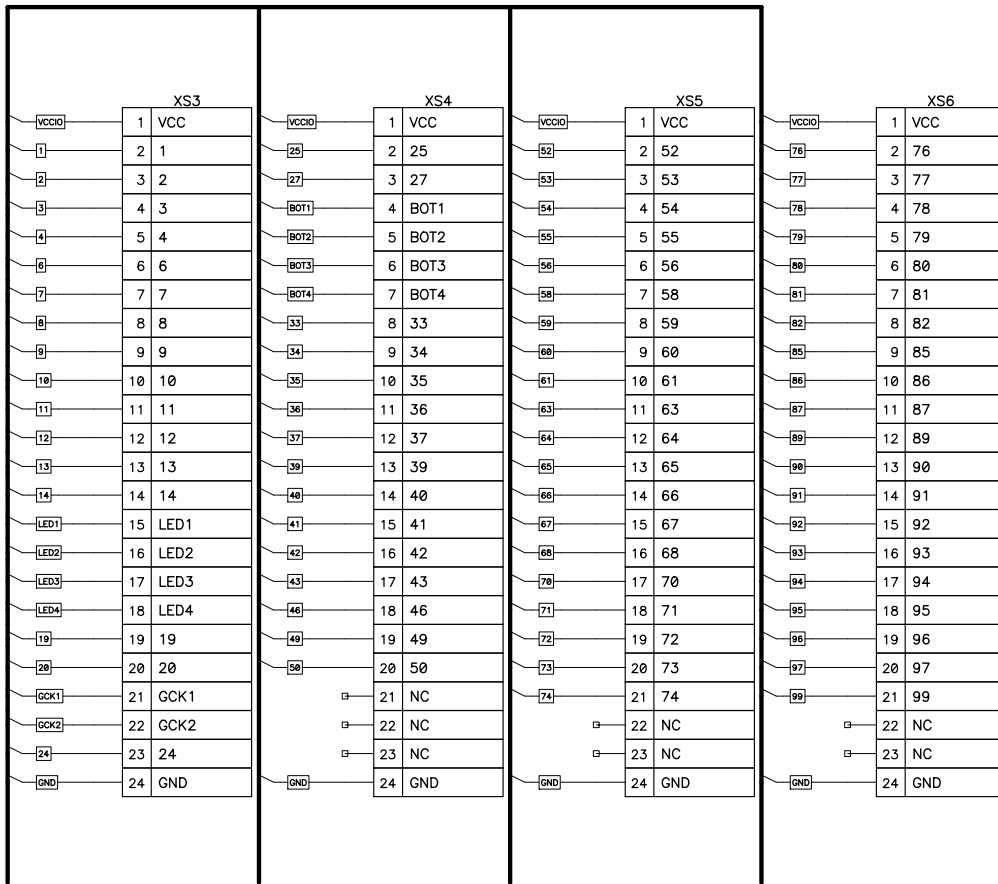 XS3 XS4 XS5 XS6
VCCIO 1 VCC VCCIO 1 VCC VCCIO 1 VCC VCCIO 1 VCC
1 2 1 25 2 25 52 2 52 76 2 76
2 3 2 27 3 27 53 3 53 77 3 77
3 4 3 BOT1 4 BOT1 54 4 54 78 4 78
4 5 4 BOT2 5 BOT2 55 5 55 79 5 79
6 6 6 BOT3 6 BOT3 56 6 56 80 6 80
7 7 7 BOT4 7 BOT4 58 7 58 81 7 81
8 8 8 33 8 33 59 8 59 82 8 82
9 9 9 34 9 34 60 9 60 85 9 85
10 10 10 35 10 35 61 10 61 86 10 86
11 11 11 36 11 36 63 11 63 87 11 87
12 12 12 37 12 37 64 12 64 89 12 89
13 13 13 39 13 39 65 13 65 90 13 90
14 14 14 40 14 40 66 14 66 91 14 91
LED1 15 LED1 41 15 41 67 15 67 92 15 92
LED2 16 LED2 42 16 42 68 16 68 93 16 93
LED3 17 LED3 43 17 43 70 17 70 94 17 94
LED4 18 LED4 46 18 46 71 18 71 95 18 95
19 19 19 49 19 49 72 19 72 96 19 96
20 20 20 50 20 50 73 20 73 97 20 97
GCK1 21 GCK1 21 NC 74 21 74 99 21 99
GCK2 22 GCK2 22 NC 22 NC 22 NC
24 23 24 23 NC 23 NC 23 NC
GND 24 GND GND 24 GND GND 24 GND GND 24 GND